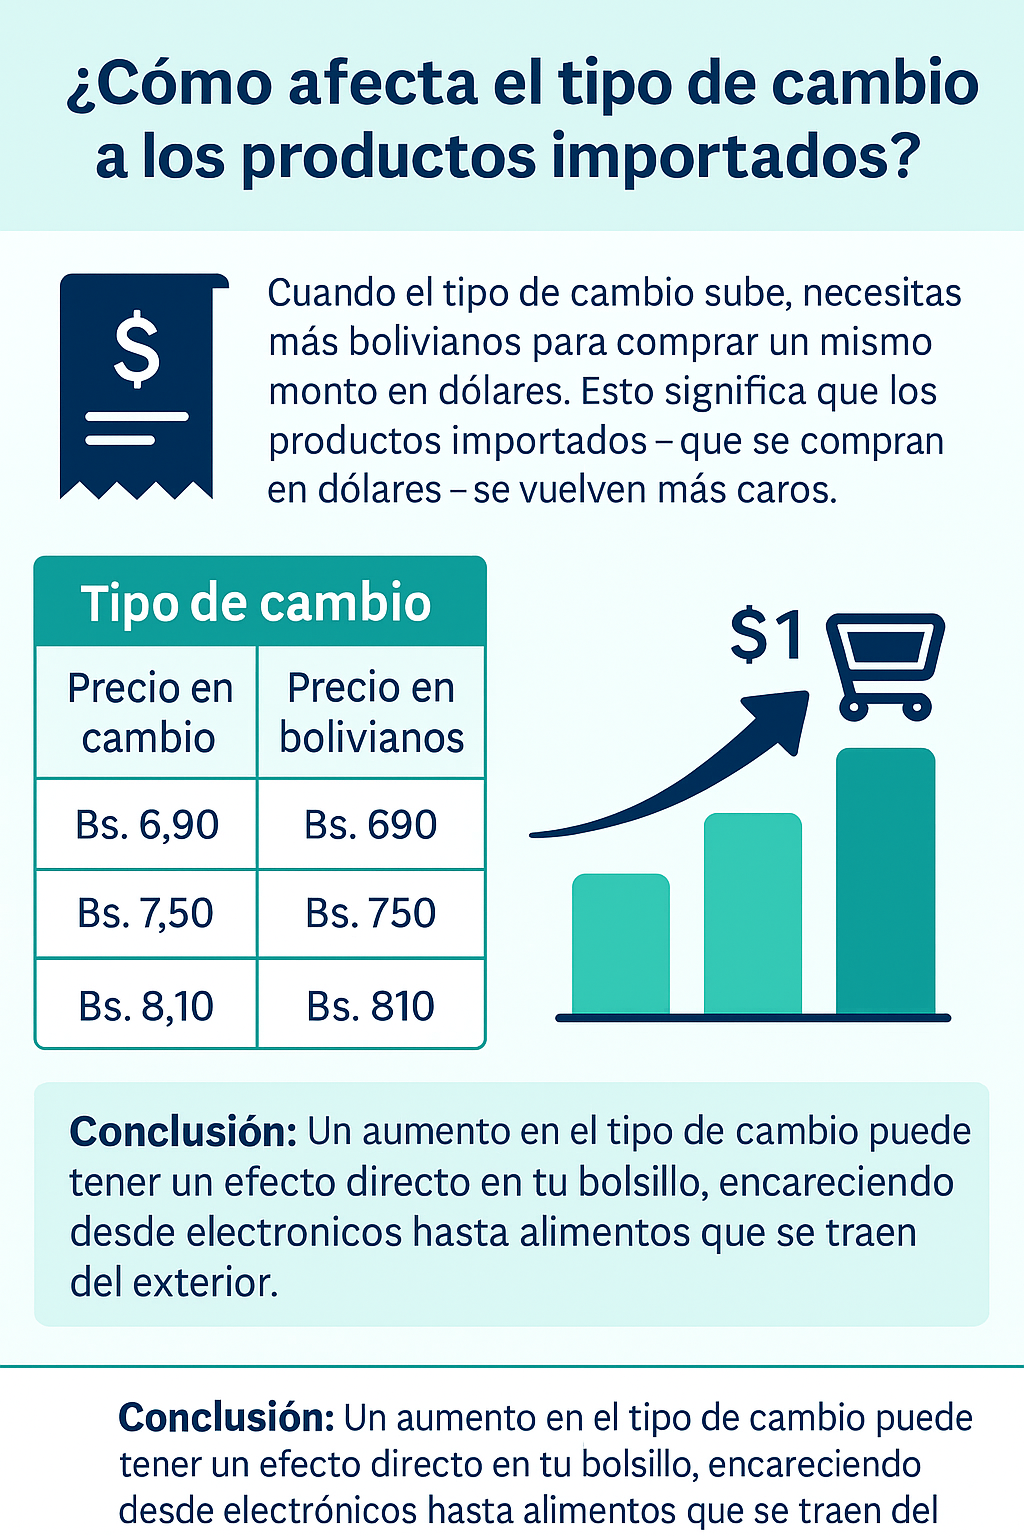 ¿Cómo afecta el tipo de cambio
a los productos importados?
$
Cuando el tipo de cambio sube, necesitas
más bolivianos para comprar un mismo
monto en dólares. Esto significa que los
productos importados – que se compran
en dólares – se vuelven más caros.
Tipo de cambio
Precio en cambio
Precio en bolivianos
Bs. 6,90 Bs. 690
Bs. 7,50 Bs. 750
Bs. 8,10 Bs. 810
$1
Conclusión: Un aumento en el tipo de cambio puede
tener un efecto directo en tu bolsillo, encareciendo
desde electronicos hasta alimentos que se traen
del exterior.
Conclusión: Un aumento en el tipo de cambio puede
tener un efecto directo en tu bolsillo, encareciendo
desde electrónicos hasta alimentos que se traen del